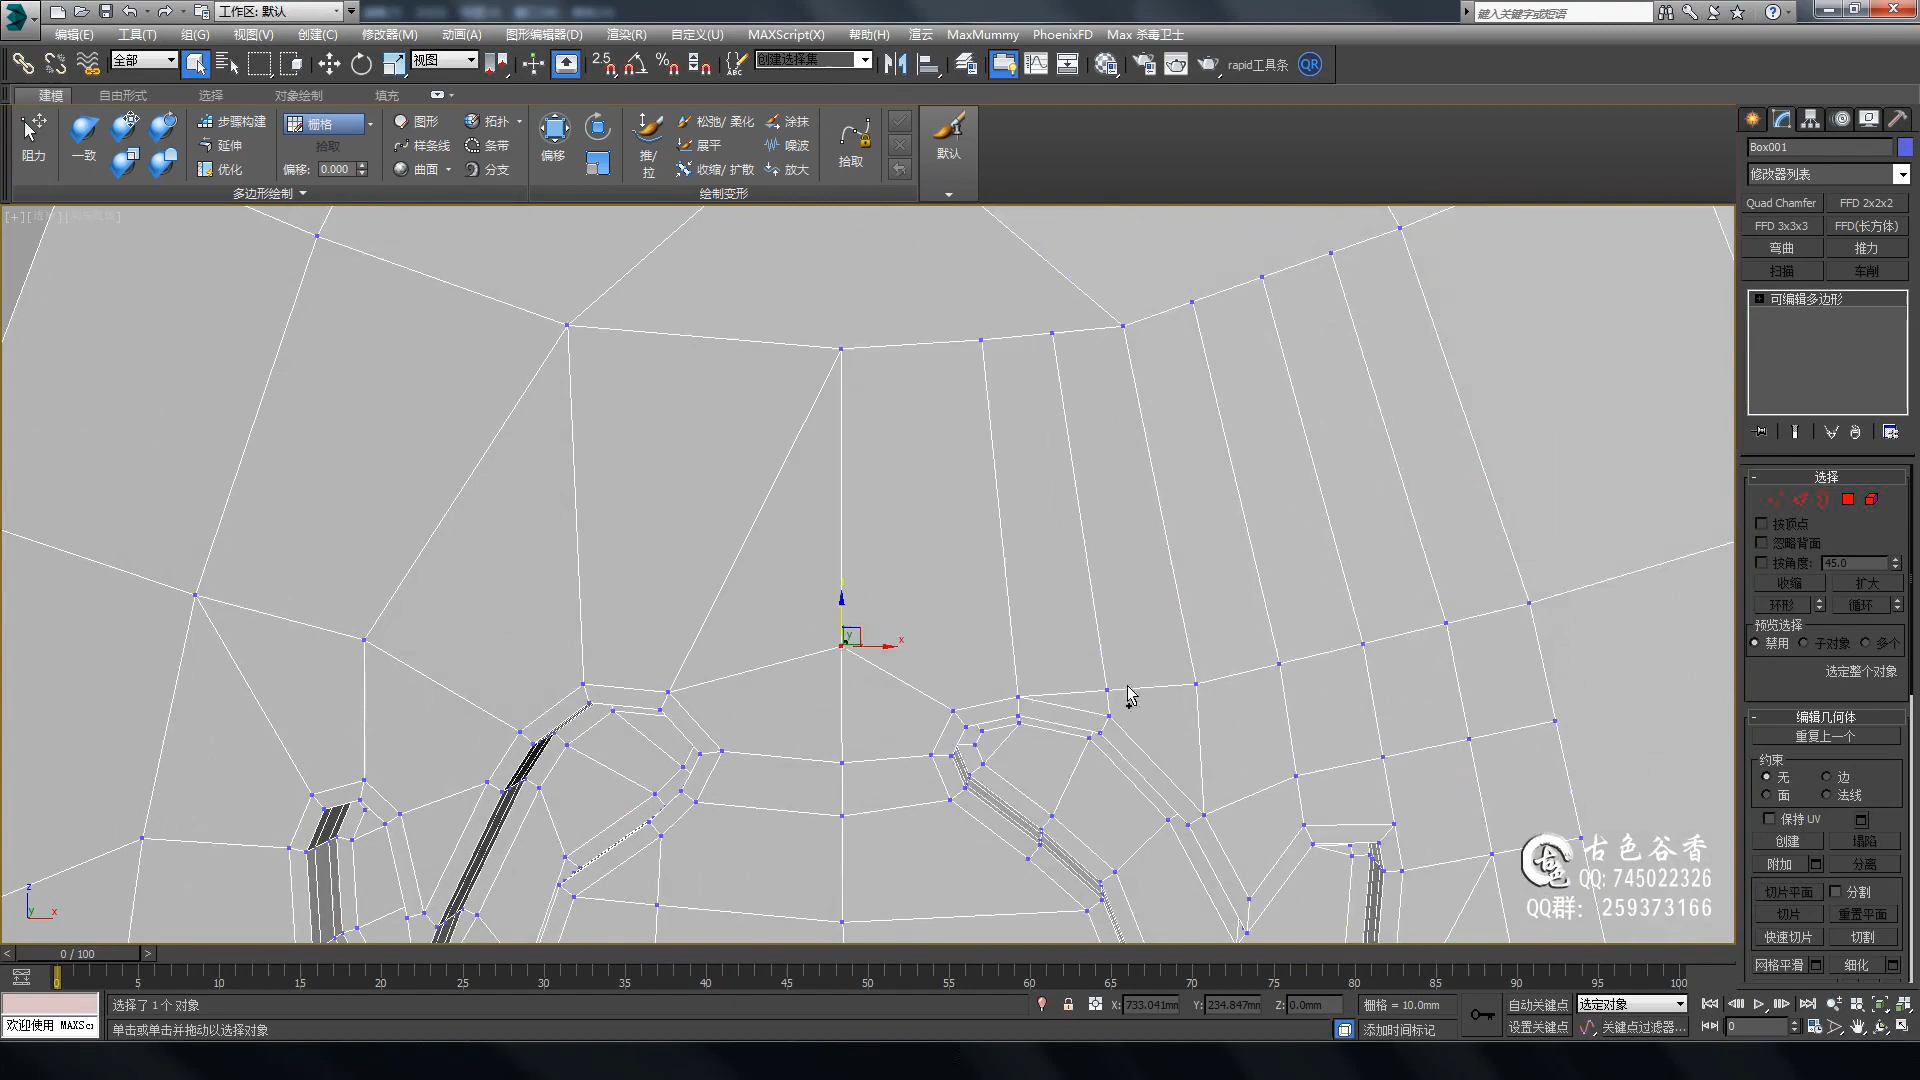 工作区: 默认
键入关键字或短语
编辑(E) 工具(T) 组(G) 视图(V) 创建(C) 修改器(M) 动画(A) 图形编辑器(D) 渲染(R) 自定义(U) MAXScript(X) 帮助(H) 渲云 MaxMummy PhoenixFD Max 杀毒卫士
全部 视图 2.5 ABC 创建选择集 rapid工具条 QR
建模 自由形式 选择 对象绘制 填充
阻力 一致 步骤构建 延伸 优化 栅格 拾取 偏移: 0.000 图形 样条线 曲面 拓扑 条带 分支
偏移 推/拉 松弛/ 柔化 展平 收缩/ 扩散 涂抹 噪波 放大 拾取 默认
多边形绘制 绘制变形
Box001
修改器列表
Quad Chamfer FFD 2x2x2
FFD 3x3x3 FFD(长方体)
弯曲 推力
扫描 车削
可编辑多边形
选择
按顶点
忽略背面
按角度: 45.0
收缩 扩大
环形 循环
预览选择
禁用 子对象 多个
选定整个对象
编辑几何体
重复上一个
约束
无 边
面 法线
保持 UV
创建 塌陷
附加 分离
切片平面 分割
切片 重置平面
快速切片 切割
网格平滑 细化
x
y
z
x
y
古色谷香
QQ: 745022326
QQ群: 259373166
0 / 100
0 5 10 15 20 25 30 35 40 45 50 55 60 65 70 75 80 85 90 95 100
选择了 1 个 对象
X: 733.041mm Y: 234.847mm Z: 0.0mm 栅格 = 10.0mm 自动关键点 选定对象
欢迎使用 MAXScr
单击或单击并拖动以选择对象
添加时间标记 设置关键点 关键点过滤器... 0